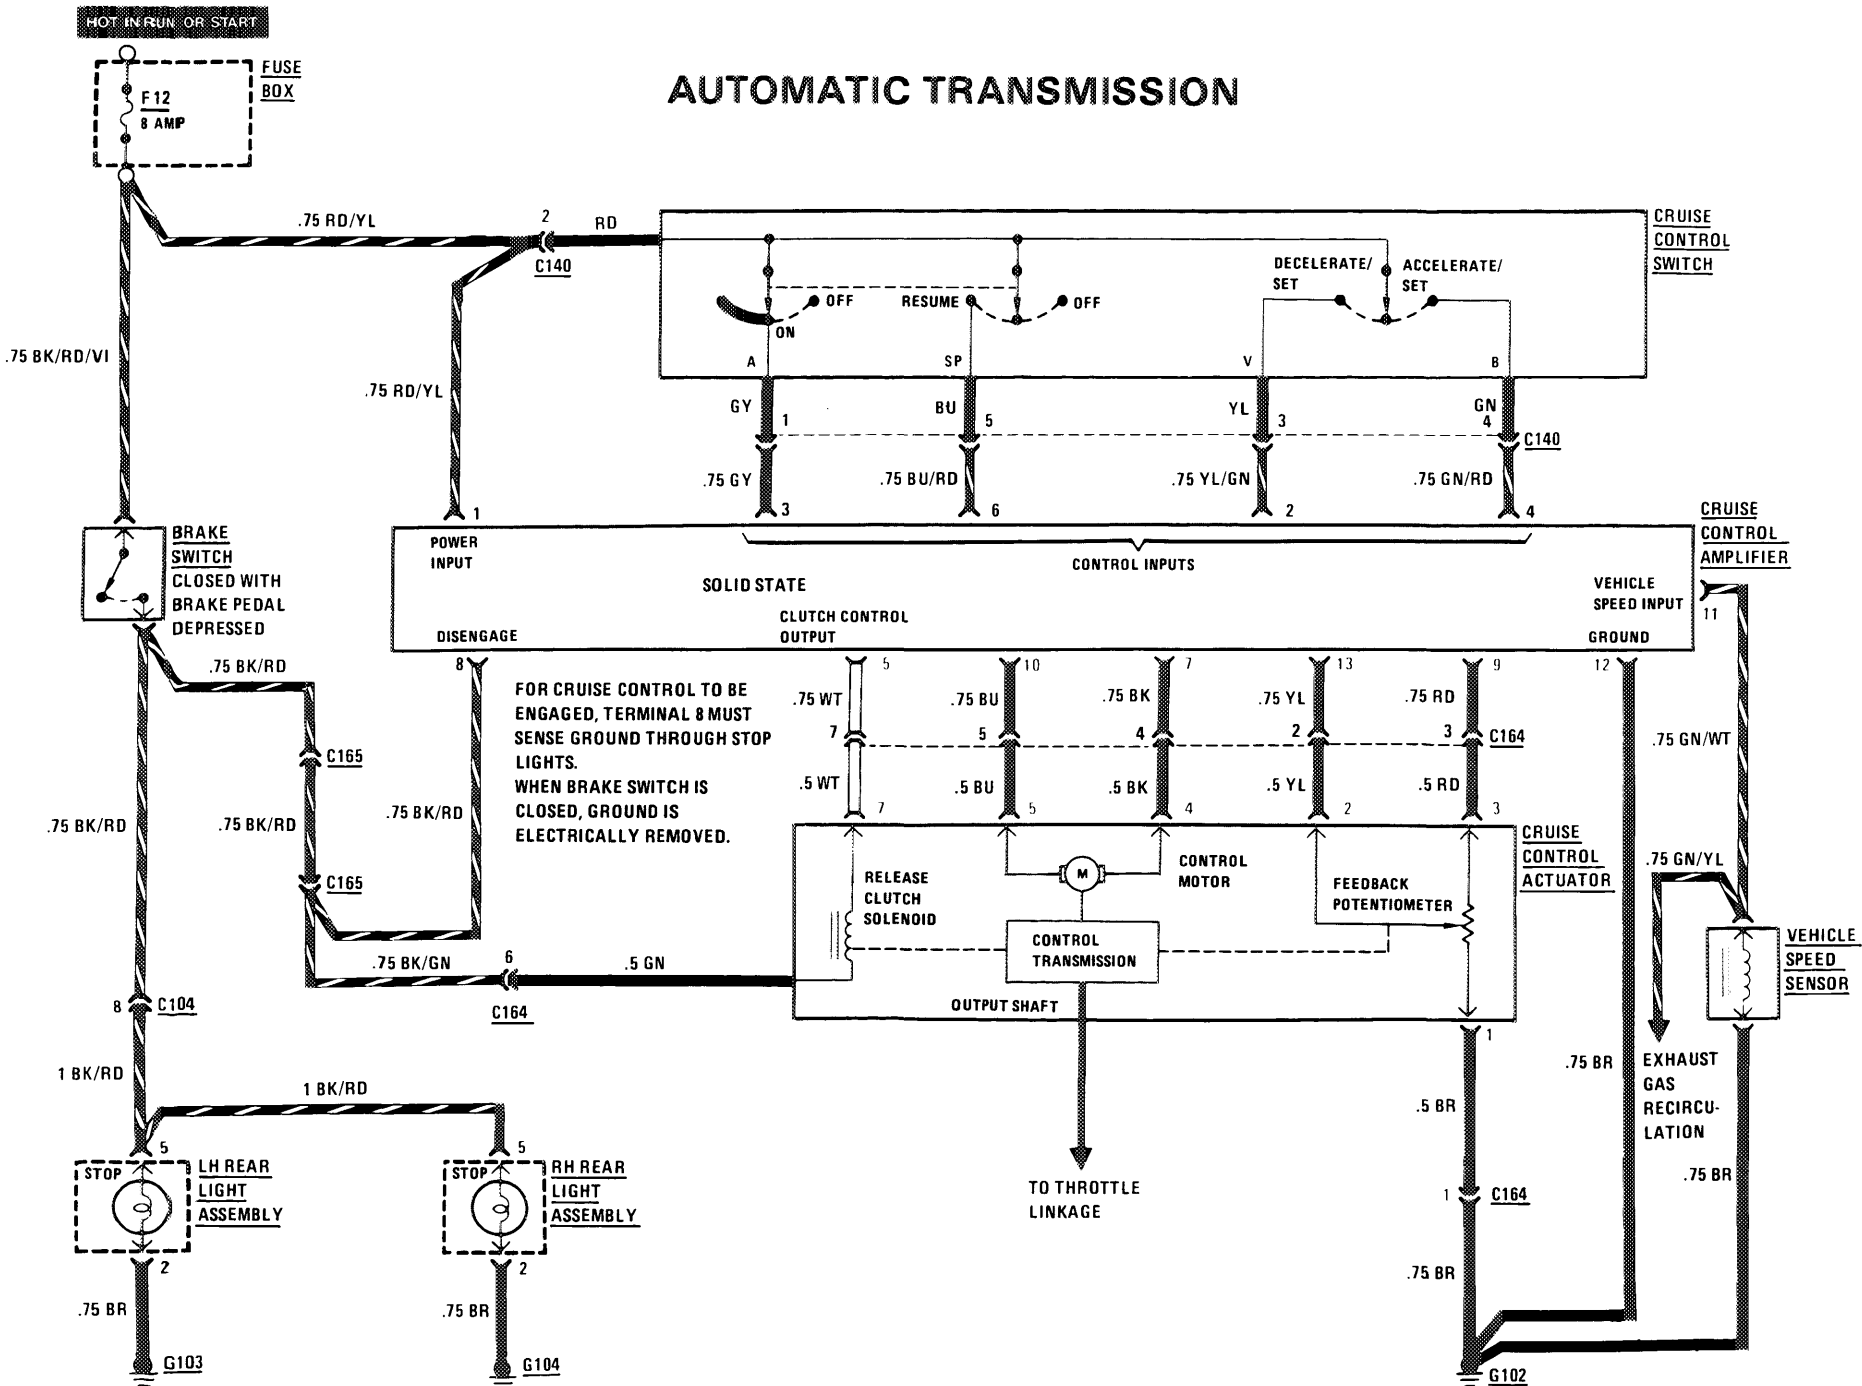 HOT IN RUN OR START
FUSE
BOX
F12
8 AMP
AUTOMATIC TRANSMISSION
.75 RD/YL
2
RD
C140
CRUISE
CONTROL
SWITCH
DECELERATE/
SET
ACCELERATE/
SET
OFF
RESUME
OFF
ON
A
SP
V
B
.75 BK/RD/VI
.75 RD/YL
GY
1
BU
5
YL
3
GN
4
C140
.75 GY
.75 BU/RD
.75 YL/GN
.75 GN/RD
1
3
6
2
4
BRAKE
SWITCH
CLOSED WITH
BRAKE PEDAL
DEPRESSED
POWER
INPUT
CONTROL INPUTS
SOLID STATE
CRUISE
CONTROL
AMPLIFIER
VEHICLE
SPEED INPUT
11
CLUTCH CONTROL
OUTPUT
DISENGAGE
GROUND
8
5
10
7
13
9
12
.75 BK/RD
FOR CRUISE CONTROL TO BE
ENGAGED, TERMINAL 8 MUST
SENSE GROUND THROUGH STOP
LIGHTS.
WHEN BRAKE SWITCH IS
CLOSED, GROUND IS
ELECTRICALLY REMOVED.
.75 WT
.75 BU
.75 BK
.75 YL
.75 RD
7
5
4
2
3
C164
.5 WT
.5 BU
.5 BK
.5 YL
.5 RD
7
5
4
2
3
.75 GN/WT
C165
.75 BK/RD
.75 BK/RD
.75 BK/RD
C165
CRUISE
CONTROL
ACTUATOR
RELEASE
CLUTCH
SOLENOID
M
CONTROL
MOTOR
FEEDBACK
POTENTIOMETER
CONTROL
TRANSMISSION
OUTPUT SHAFT
.75 GN/YL
VEHICLE
SPEED
SENSOR
.75 BK/GN
6
.5 GN
C164
8
C104
1
EXHAUST
GAS
RECIRCU-
LATION
.75 BR
1 BK/RD
1 BK/RD
.5 BR
5
5
STOP
LH REAR
LIGHT
ASSEMBLY
STOP
RH REAR
LIGHT
ASSEMBLY
TO THROTTLE
LINKAGE
1
C164
.75 BR
2
2
.75 BR
.75 BR
.75 BR
G103
G104
G102